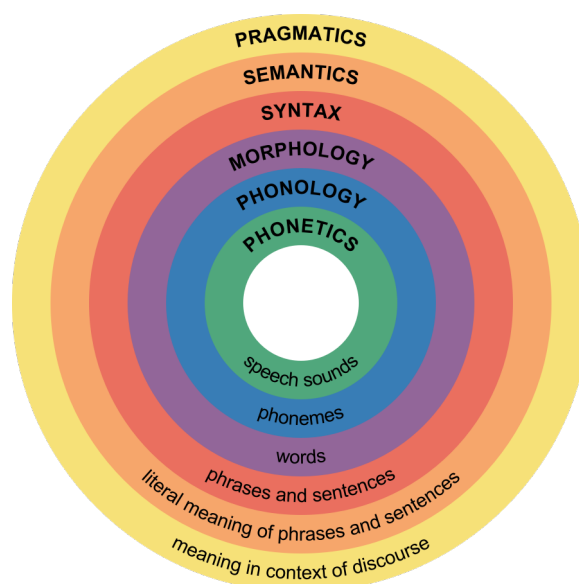 PRAGMATICS
SEMANTICS
SYNTAX
MORPHOLOGY
PHONOLOGY
PHONETICS
speech sounds
phonemes
words
phrases and sentences
literal meaning of phrases and sentences
meaning in context of discourse